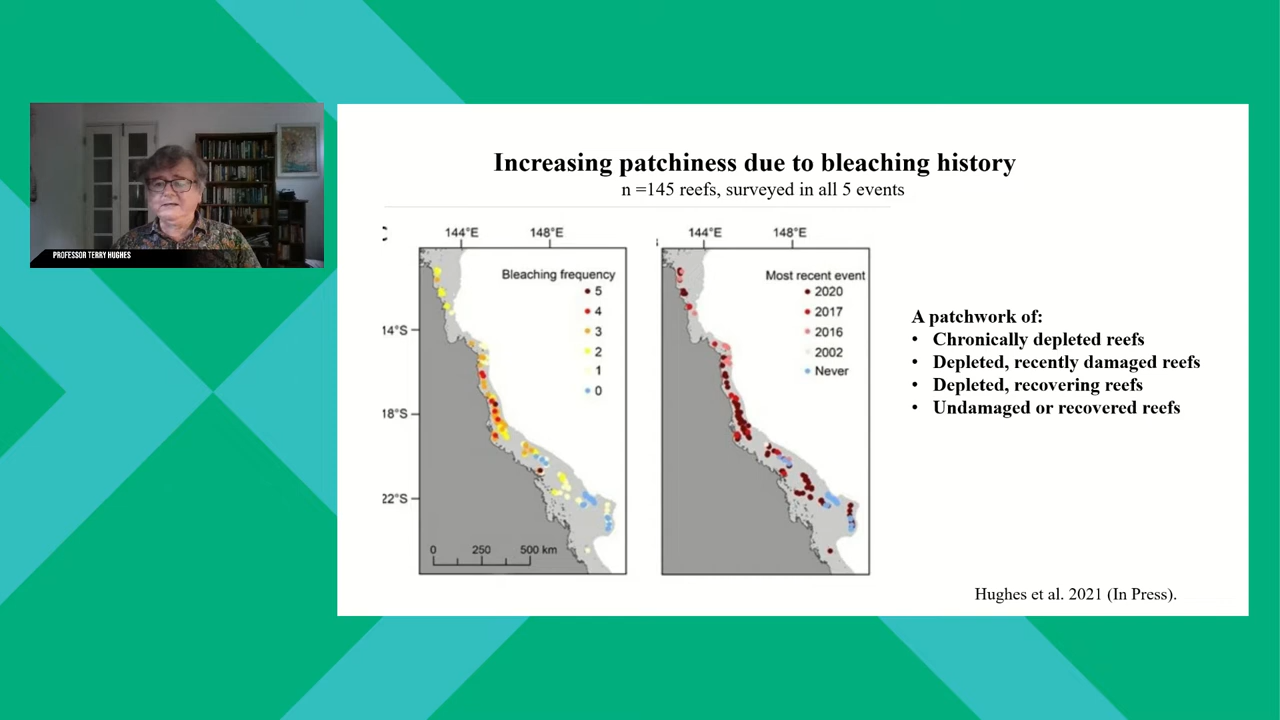 PROFESSOR TERRY HUGHES
Increasing patchiness due to bleaching history
n =145 reefs, surveyed in all 5 events
144°E 148°E
Bleaching frequency
5
4
3
2
1
0
14°S
18°S
22°S
0 250 500 km
144°E 148°E
Most recent event
2020
2017
2016
2002
Never
A patchwork of:
• Chronically depleted reefs
• Depleted, recently damaged reefs
• Depleted, recovering reefs
• Undamaged or recovered reefs
Hughes et al. 2021 (In Press).